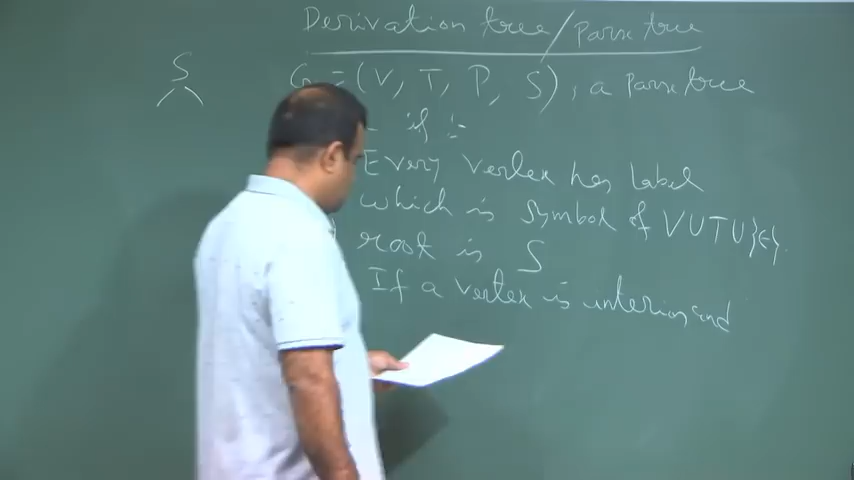 Derivation tree/Parse tree
S
G = (V, T, P, S), a parse tree
if :-
Every vertex has label
which is symbol of VUTU{ϵ}.
root is S
If a vertex is interior and